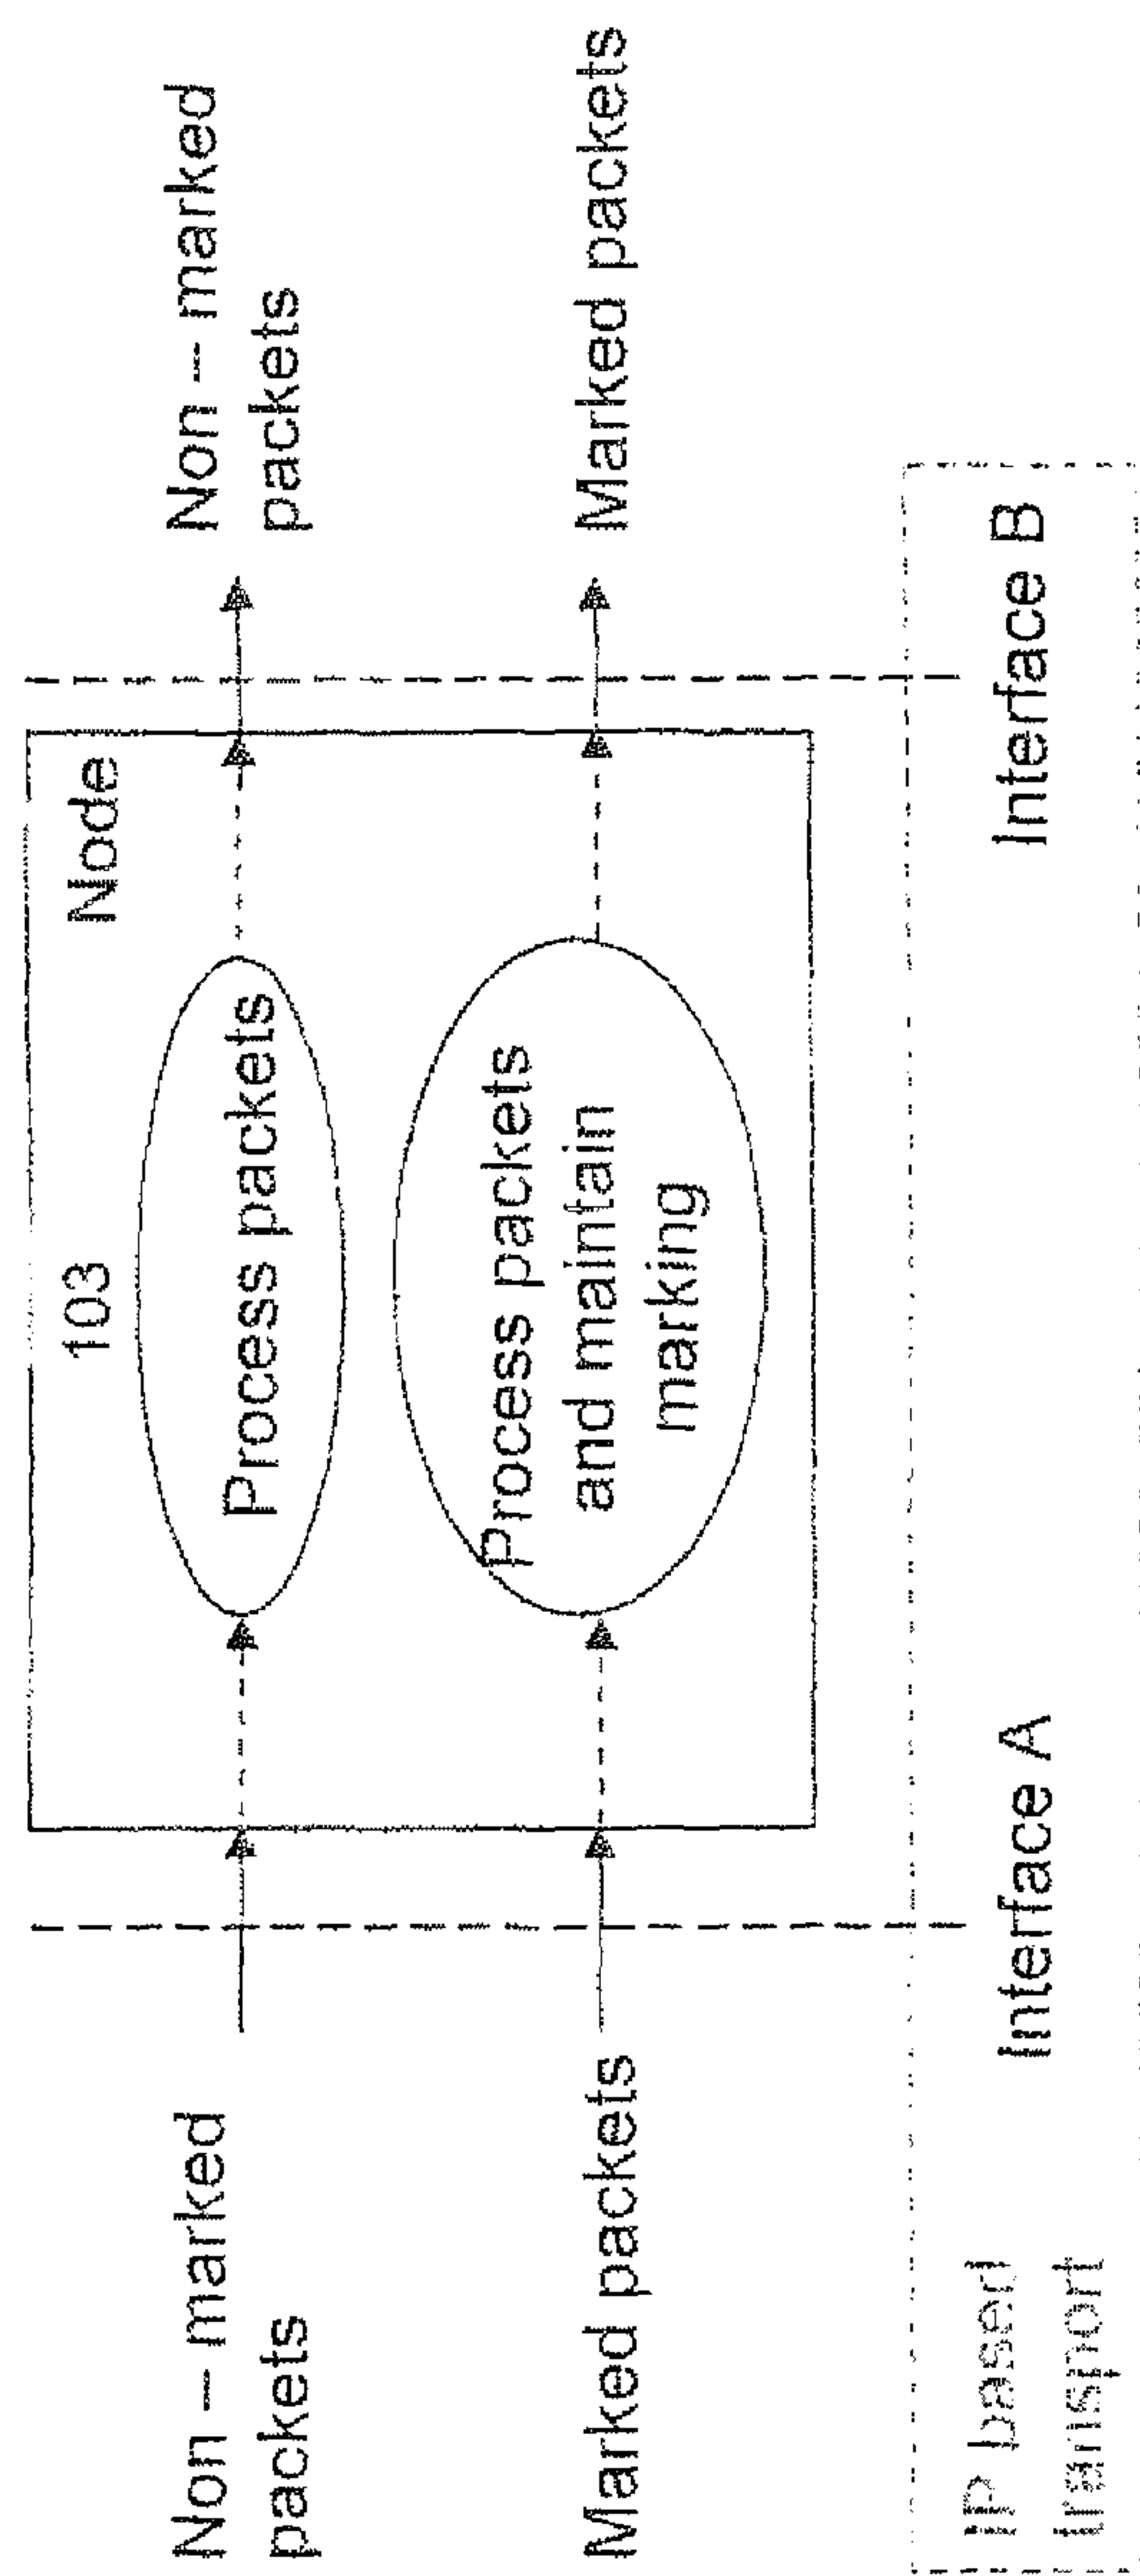 Non – marked
packets
Marked packets
103
Node
Process packets
Process packets
and maintain
marking
Non – marked
packets
Marked packets
IP based
transport
Interface A
Interface B